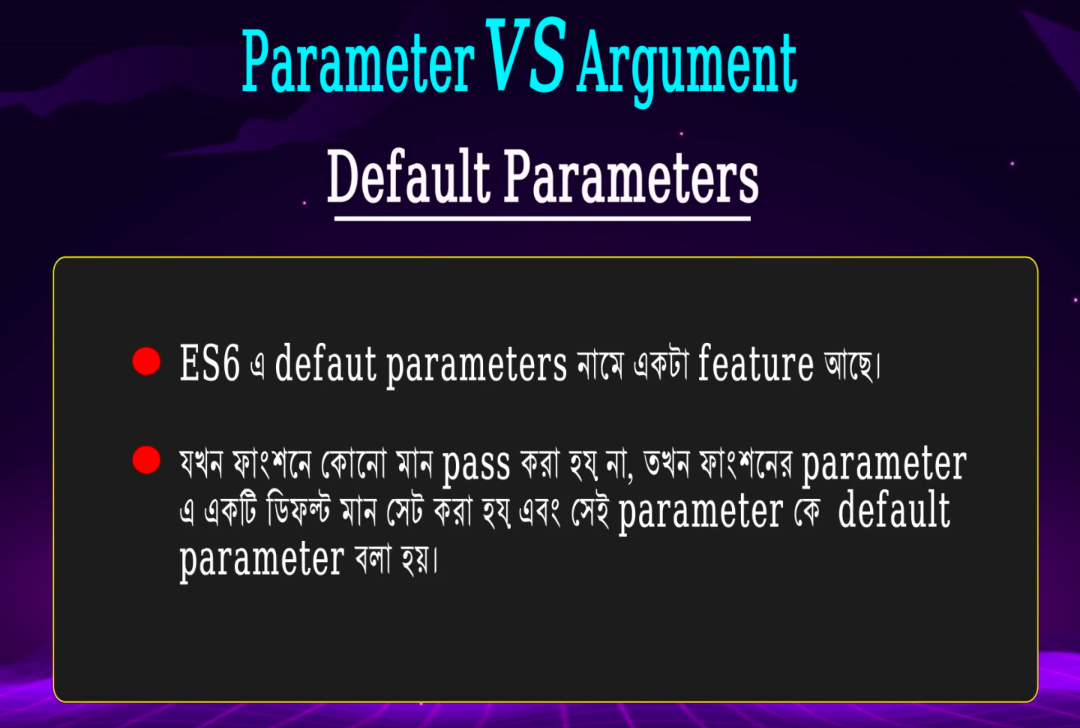 Parameter VS Argument
Default Parameters
ES6 এ defaut parameters নামে একটা feature আছে।
যখন ফাংশনে কোনো মান pass করা হয় না, তখন ফাংশনের parameter
এ একটি ডিফল্ট মান সেট করা হয় এবং সেই parameter কে default
parameter বলা হয়।